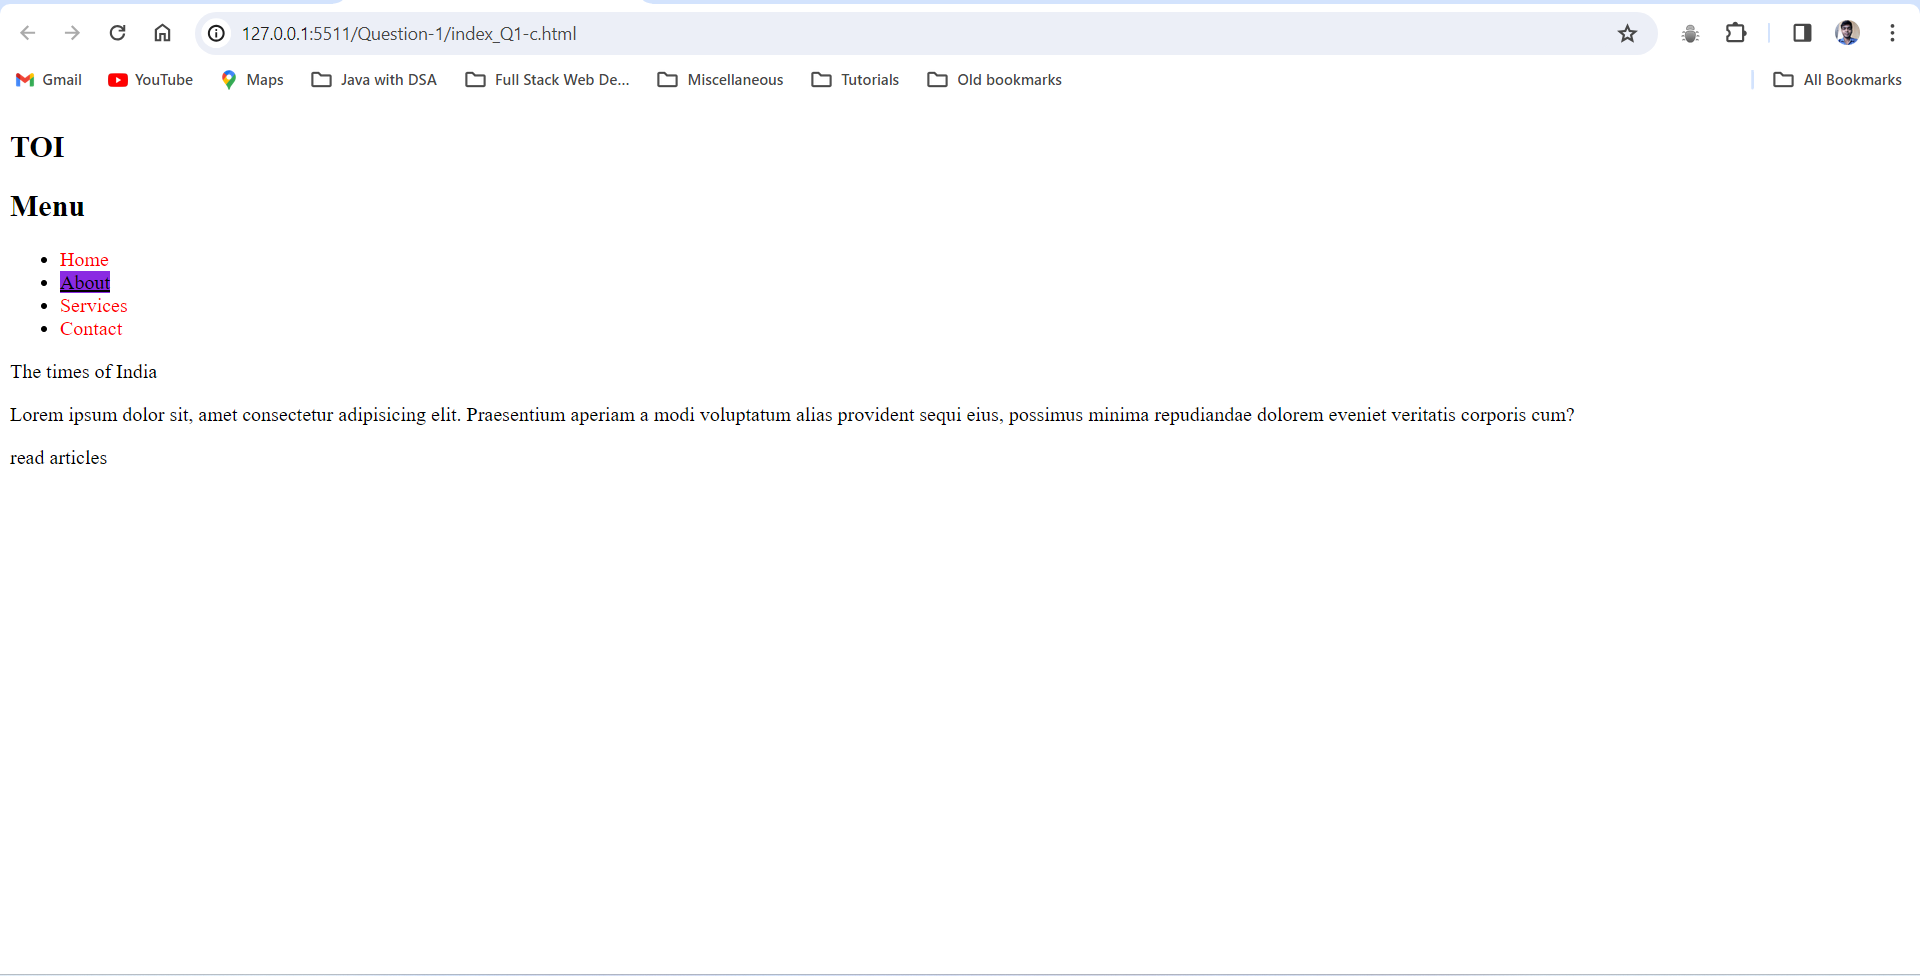 127.0.0.1:5511/Question-1/index_Q1-c.html
Gmail YouTube Maps Java with DSA Full Stack Web De... Miscellaneous Tutorials Old bookmarks All Bookmarks
TOI
Menu
Home
About
Services
Contact
The times of India
Lorem ipsum dolor sit, amet consectetur adipisicing elit. Praesentium aperiam a modi voluptatum alias provident sequi eius, possimus minima repudiandae dolorem eveniet veritatis corporis cum?
read articles